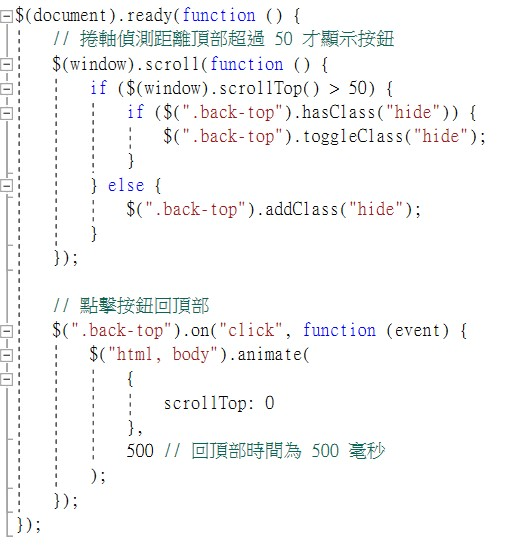 $(document).ready(function () {
    // 捲軸偵測距離頂部超過 50 才顯示按鈕
    $(window).scroll(function () {
        if ($(window).scrollTop() > 50) {
            if ($(".back-top").hasClass("hide")) {
                $(".back-top").toggleClass("hide");
            }
        } else {
            $(".back-top").addClass("hide");
        }
    });

    // 點擊按鈕回頂部
    $(".back-top").on("click", function (event) {
        $("html, body").animate(
            {
                scrollTop: 0
            },
            500 // 回頂部時間為 500 毫秒
        );
    });
});